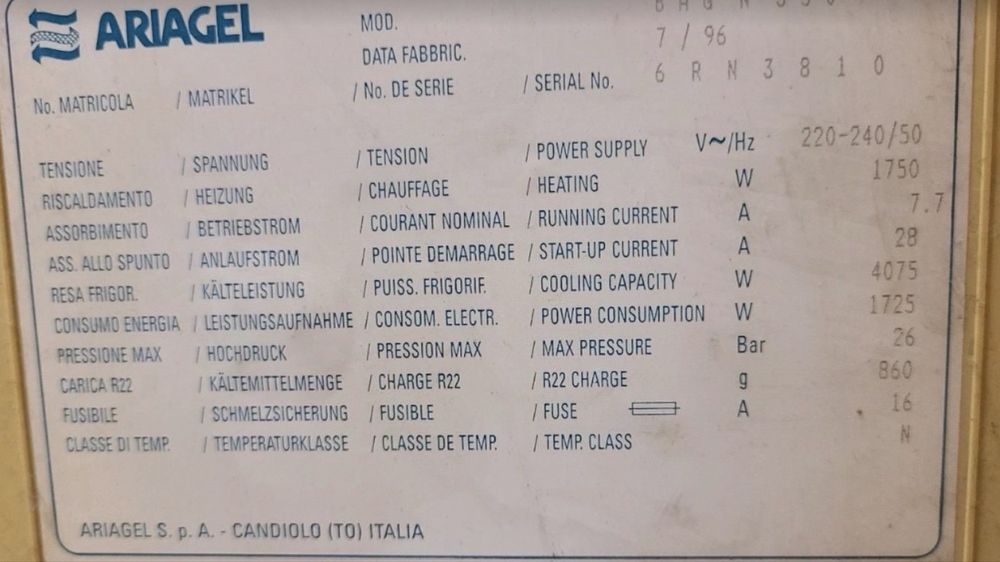 ARIAGEL
MOD.
DATA FABBRIC. 7 / 96
No. MATRICOLA / MATRIKEL / No. DE SERIE / SERIAL No. 6 R N 3 8 1 0
TENSIONE / SPANNUNG / TENSION / POWER SUPPLY V~/Hz 220-240/50
RISCALDAMENTO / HEIZUNG / CHAUFFAGE / HEATING W 1750
ASSORBIMENTO / BETRIEBSTROM / COURANT NOMINAL / RUNNING CURRENT A 7.7
ASS. ALLO SPUNTO / ANLAUFSTROM / POINTE DEMARRAGE / START-UP CURRENT A 28
RESA FRIGOR. / KÄLTELEISTUNG / PUISS. FRIGORIF. / COOLING CAPACITY W 4075
CONSUMO ENERGIA / LEISTUNGSAUFNAHME / CONSOM. ELECTR. / POWER CONSUMPTION W 1725
PRESSIONE MAX / HOCHDRUCK / PRESSION MAX / MAX PRESSURE Bar 26
CARICA R22 / KÄLTEMITTELMENGE / CHARGE R22 / R22 CHARGE g 860
FUSIBILE / SCHMELZSICHERUNG / FUSIBLE / FUSE A 16
CLASSE DI TEMP. / TEMPERATURKLASSE / CLASSE DE TEMP. / TEMP. CLASS N
ARIAGEL S. p. A. - CANDIOLO (TO) ITALIA